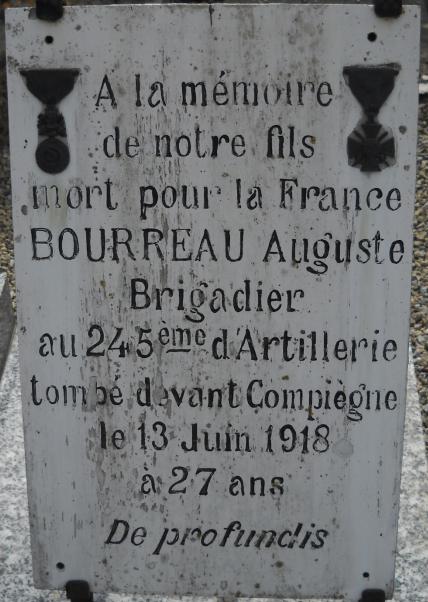 A la mémoire
de notre fils
mort pour la France
BOURREAU Auguste
Brigadier
au 245ème d'Artillerie
tombé devant Compiègne
le 13 Juin 1918
à 27 ans
De profundis